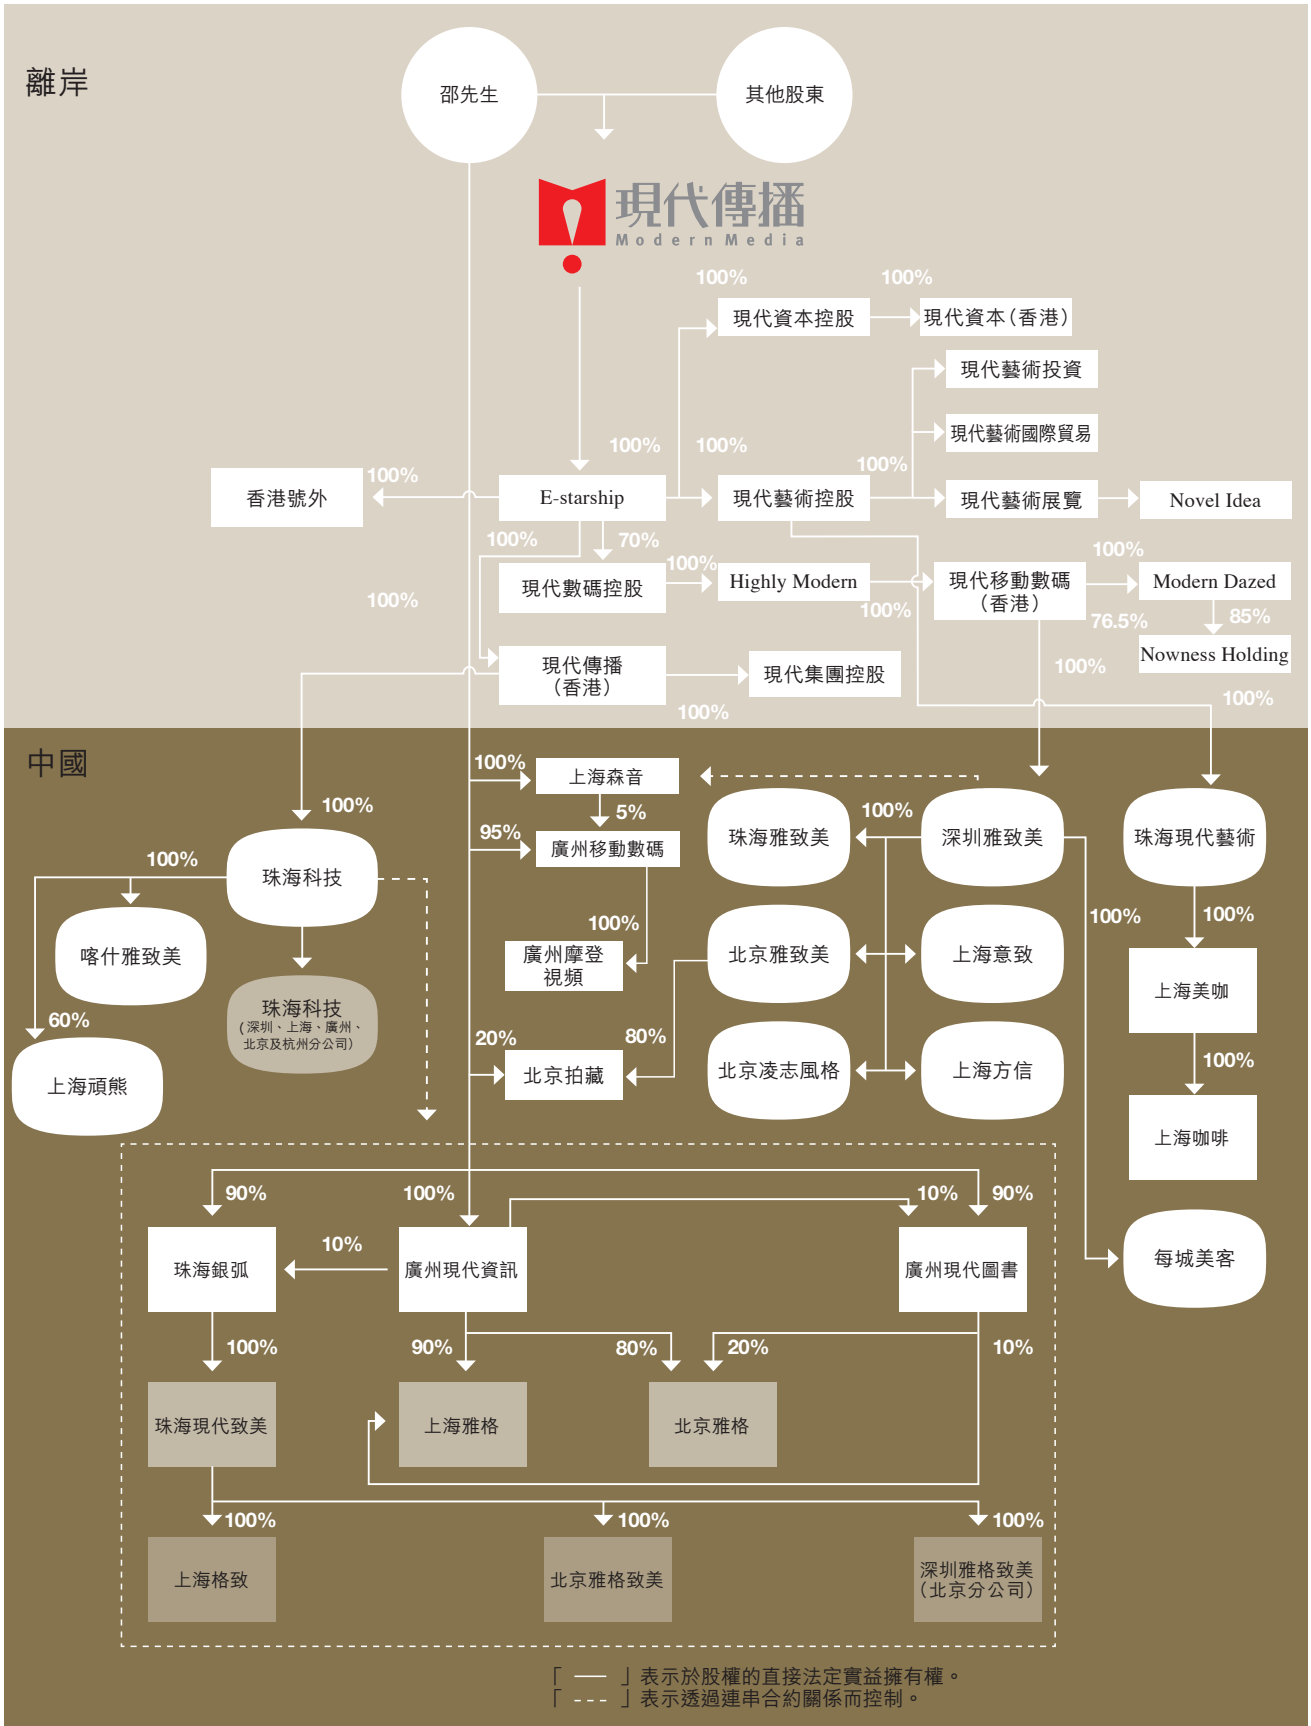 離岸
邵先生
其他股東
現代傳播
Modern Media
100%
100%
現代資本控股
現代資本（香港）
現代藝術投資
現代藝術國際貿易
100%
100%
100%
100%
香港號外
E-starship
現代藝術控股
現代藝術展覽
Novel Idea
100%
70%
100%
100%
現代數碼控股
Highly Modern
現代移動數碼
（香港）
Modern Dazed
100%
100%
76.5%
85%
現代傳播
（香港）
現代集團控股
Nowness Holding
100%
100%
100%
中國
100%
上海森音
100%
5%
100%
95%
廣州移動數碼
珠海雅致美
深圳雅致美
珠海現代藝術
100%
珠海科技
100%
100%
100%
喀什雅致美
廣州摩登
視頻
北京雅致美
上海意致
上海美咖
珠海科技
（深圳、上海、廣州、
北京及杭州分公司）
60%
20%
80%
100%
上海頑熊
北京拍藏
北京凌志風格
上海方信
上海咖啡
90%
100%
10%
90%
10%
珠海銀弧
廣州現代資訊
廣州現代圖書
每城美客
100%
90%
80%
20%
10%
珠海現代致美
上海雅格
北京雅格
100%
100%
100%
上海格致
北京雅格致美
深圳雅格致美
（北京分公司）
「 —— 」表示於股權的直接法定實益擁有權。
「 --- 」表示透過連串合約關係而控制。